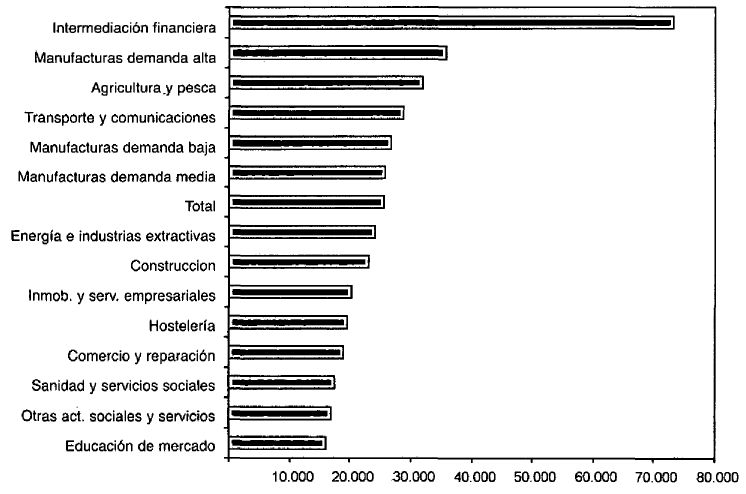 Intermediación financiera
Manufacturas demanda alta
Agricultura y pesca
Transporte y comunicaciones
Manufacturas demanda baja
Manufacturas demanda media
Total
Energía e industrias extractivas
Construccion
Inmob. y serv. empresariales
Hostelería
Comercio y reparación
Sanidad y servicios sociales
Otras act. sociales y servicios
Educación de mercado
10.000 20.000 30.000 40.000 50.000 60.000 70.000 80.000